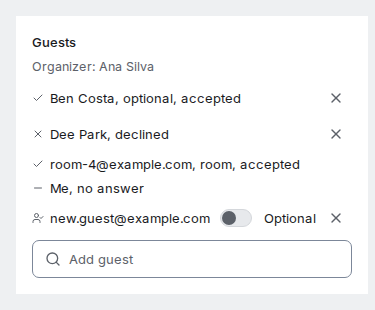 Guests
Organizer: Ana Silva
Ben Costa, optional, accepted
Dee Park, declined
room-4@example.com, room, accepted
Me, no answer
new.guest@example.com Optional
Add guest